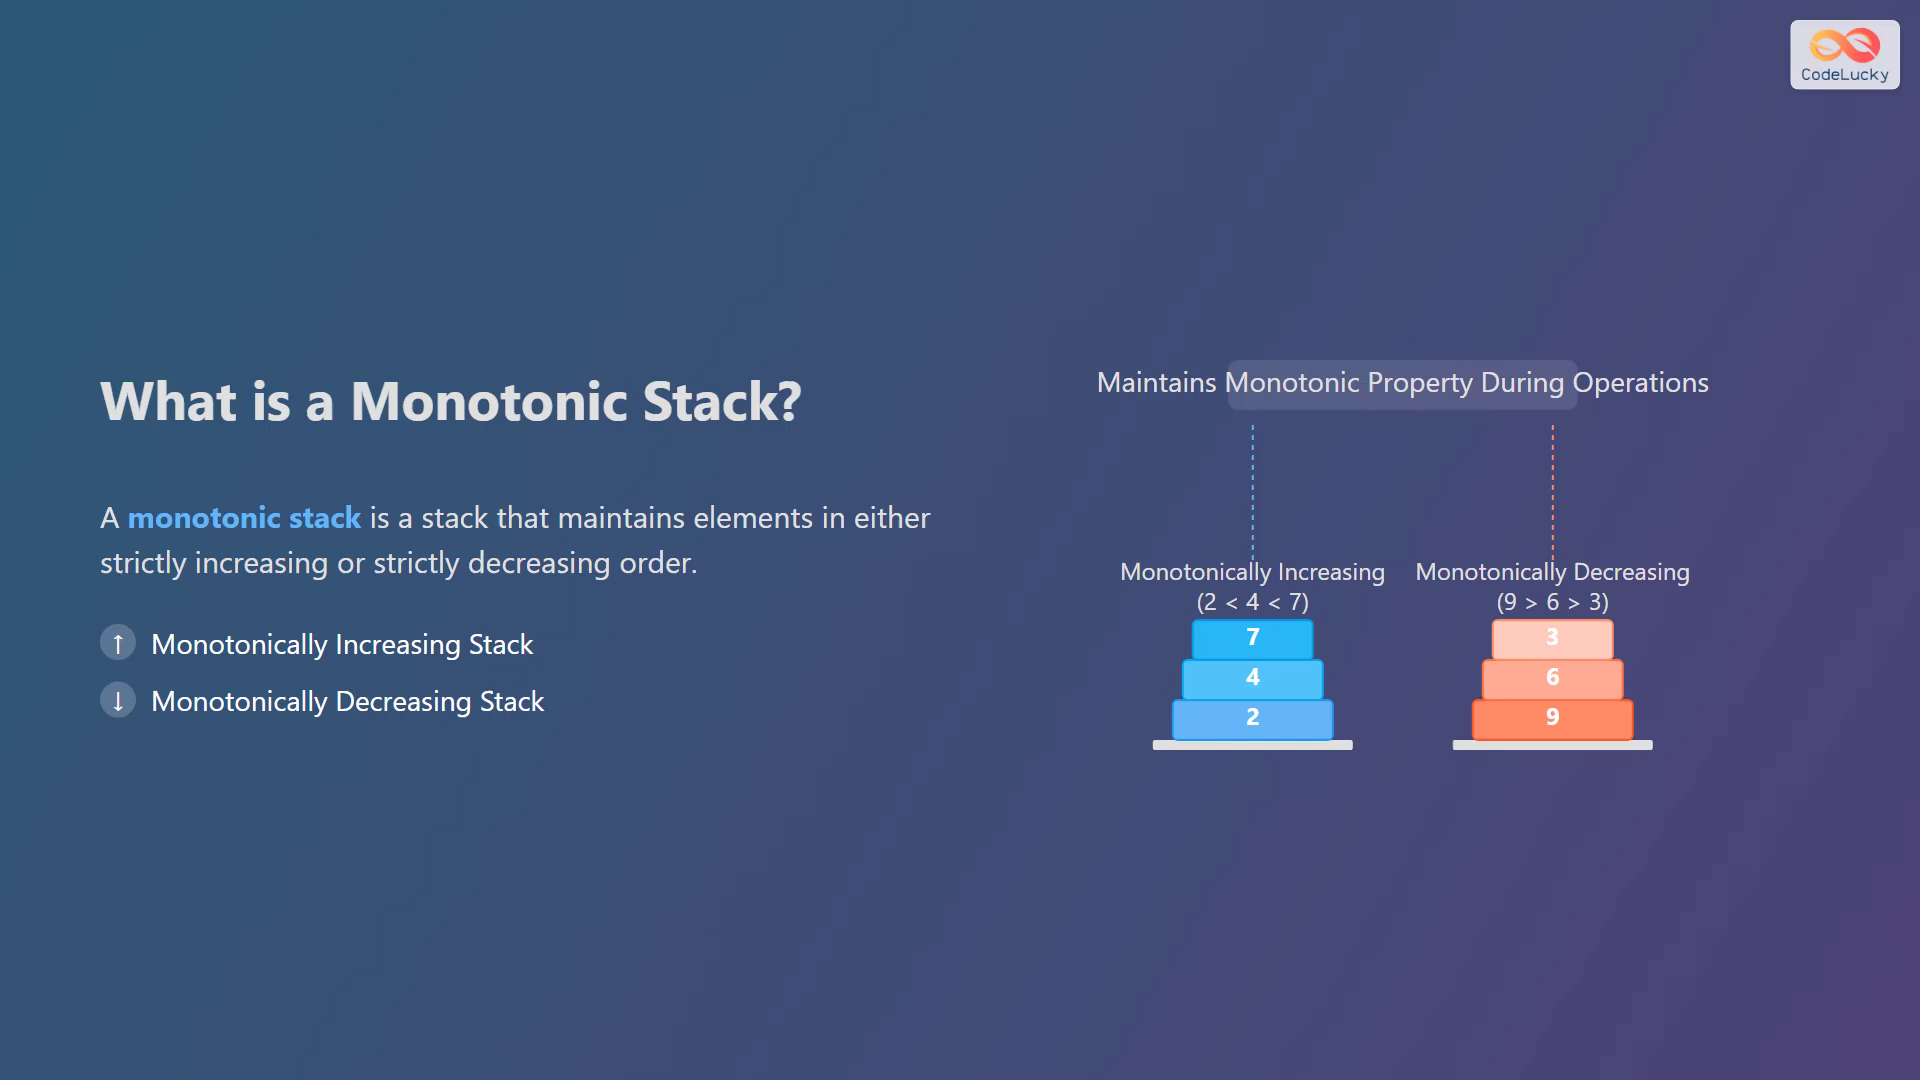 CodeLucky
What is a Monotonic Stack?
A monotonic stack is a stack that maintains elements in either
strictly increasing or strictly decreasing order.
↑ Monotonically Increasing Stack
↓ Monotonically Decreasing Stack
Maintains Monotonic Property During Operations
Monotonically Increasing
(2 < 4 < 7)
7
4
2
Monotonically Decreasing
(9 > 6 > 3)
3
6
9